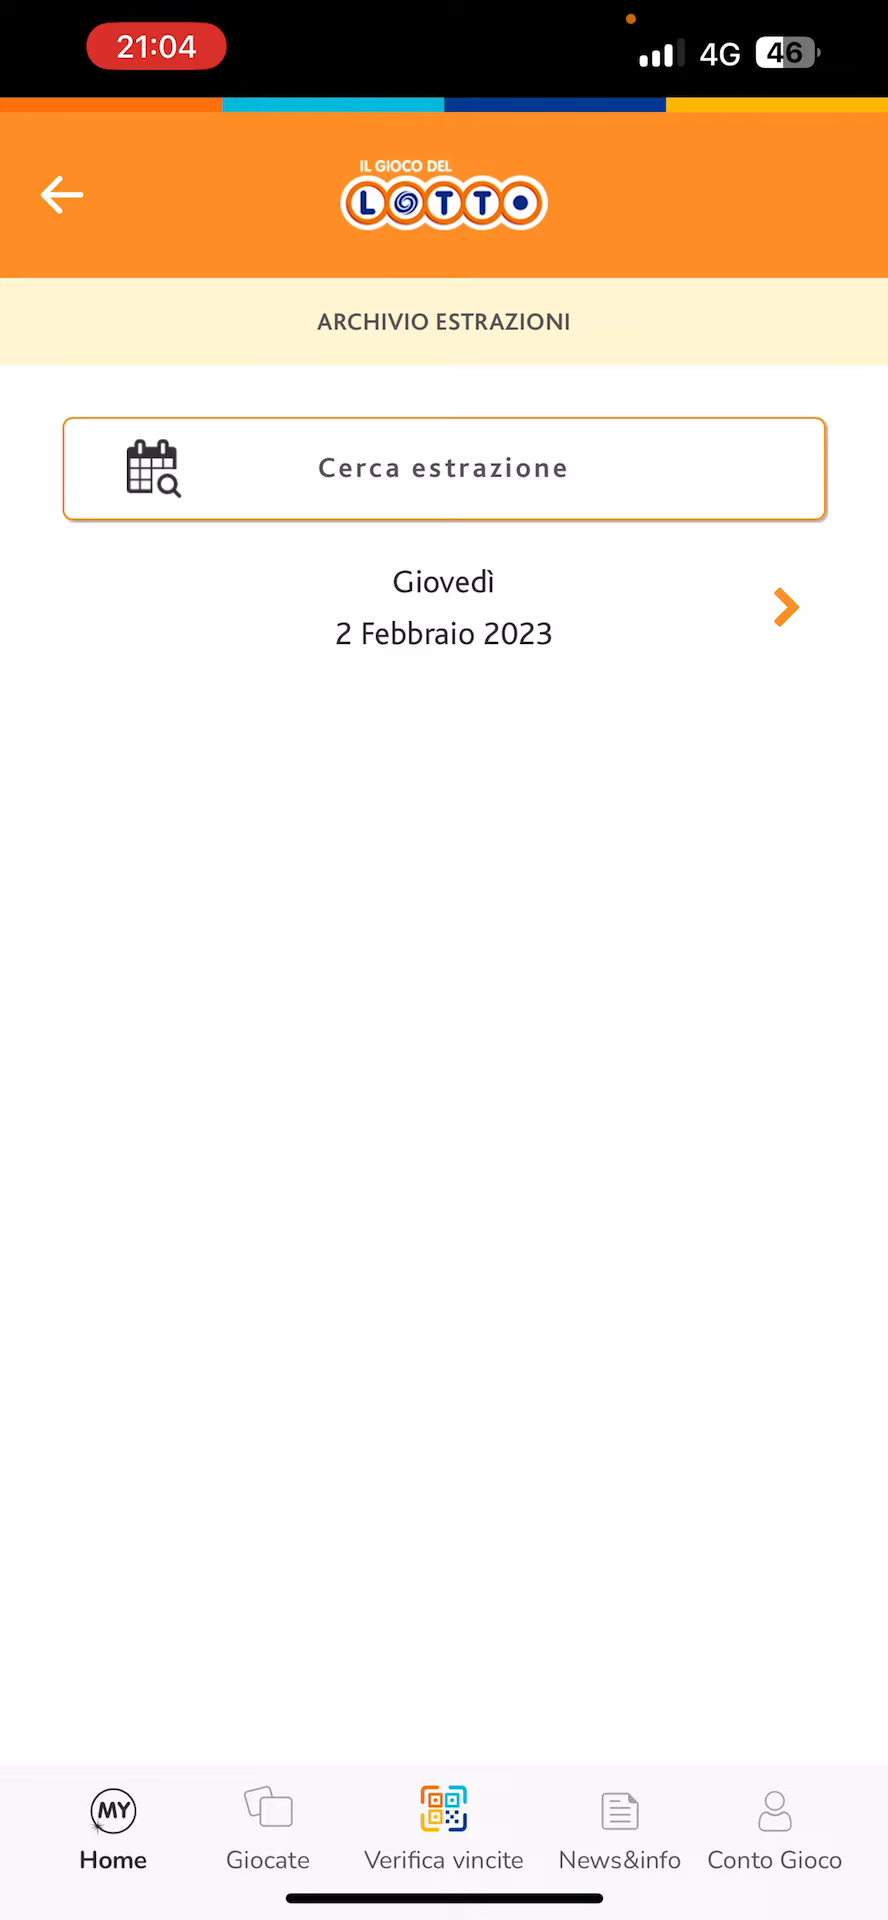 21:04
4G
46
IL GIOCO DEL
LOTTO
ARCHIVIO ESTRAZIONI
Cerca estrazione
Giovedì
2 Febbraio 2023
MY
Home
Giocate
Verifica vincite
News&info
Conto Gioco